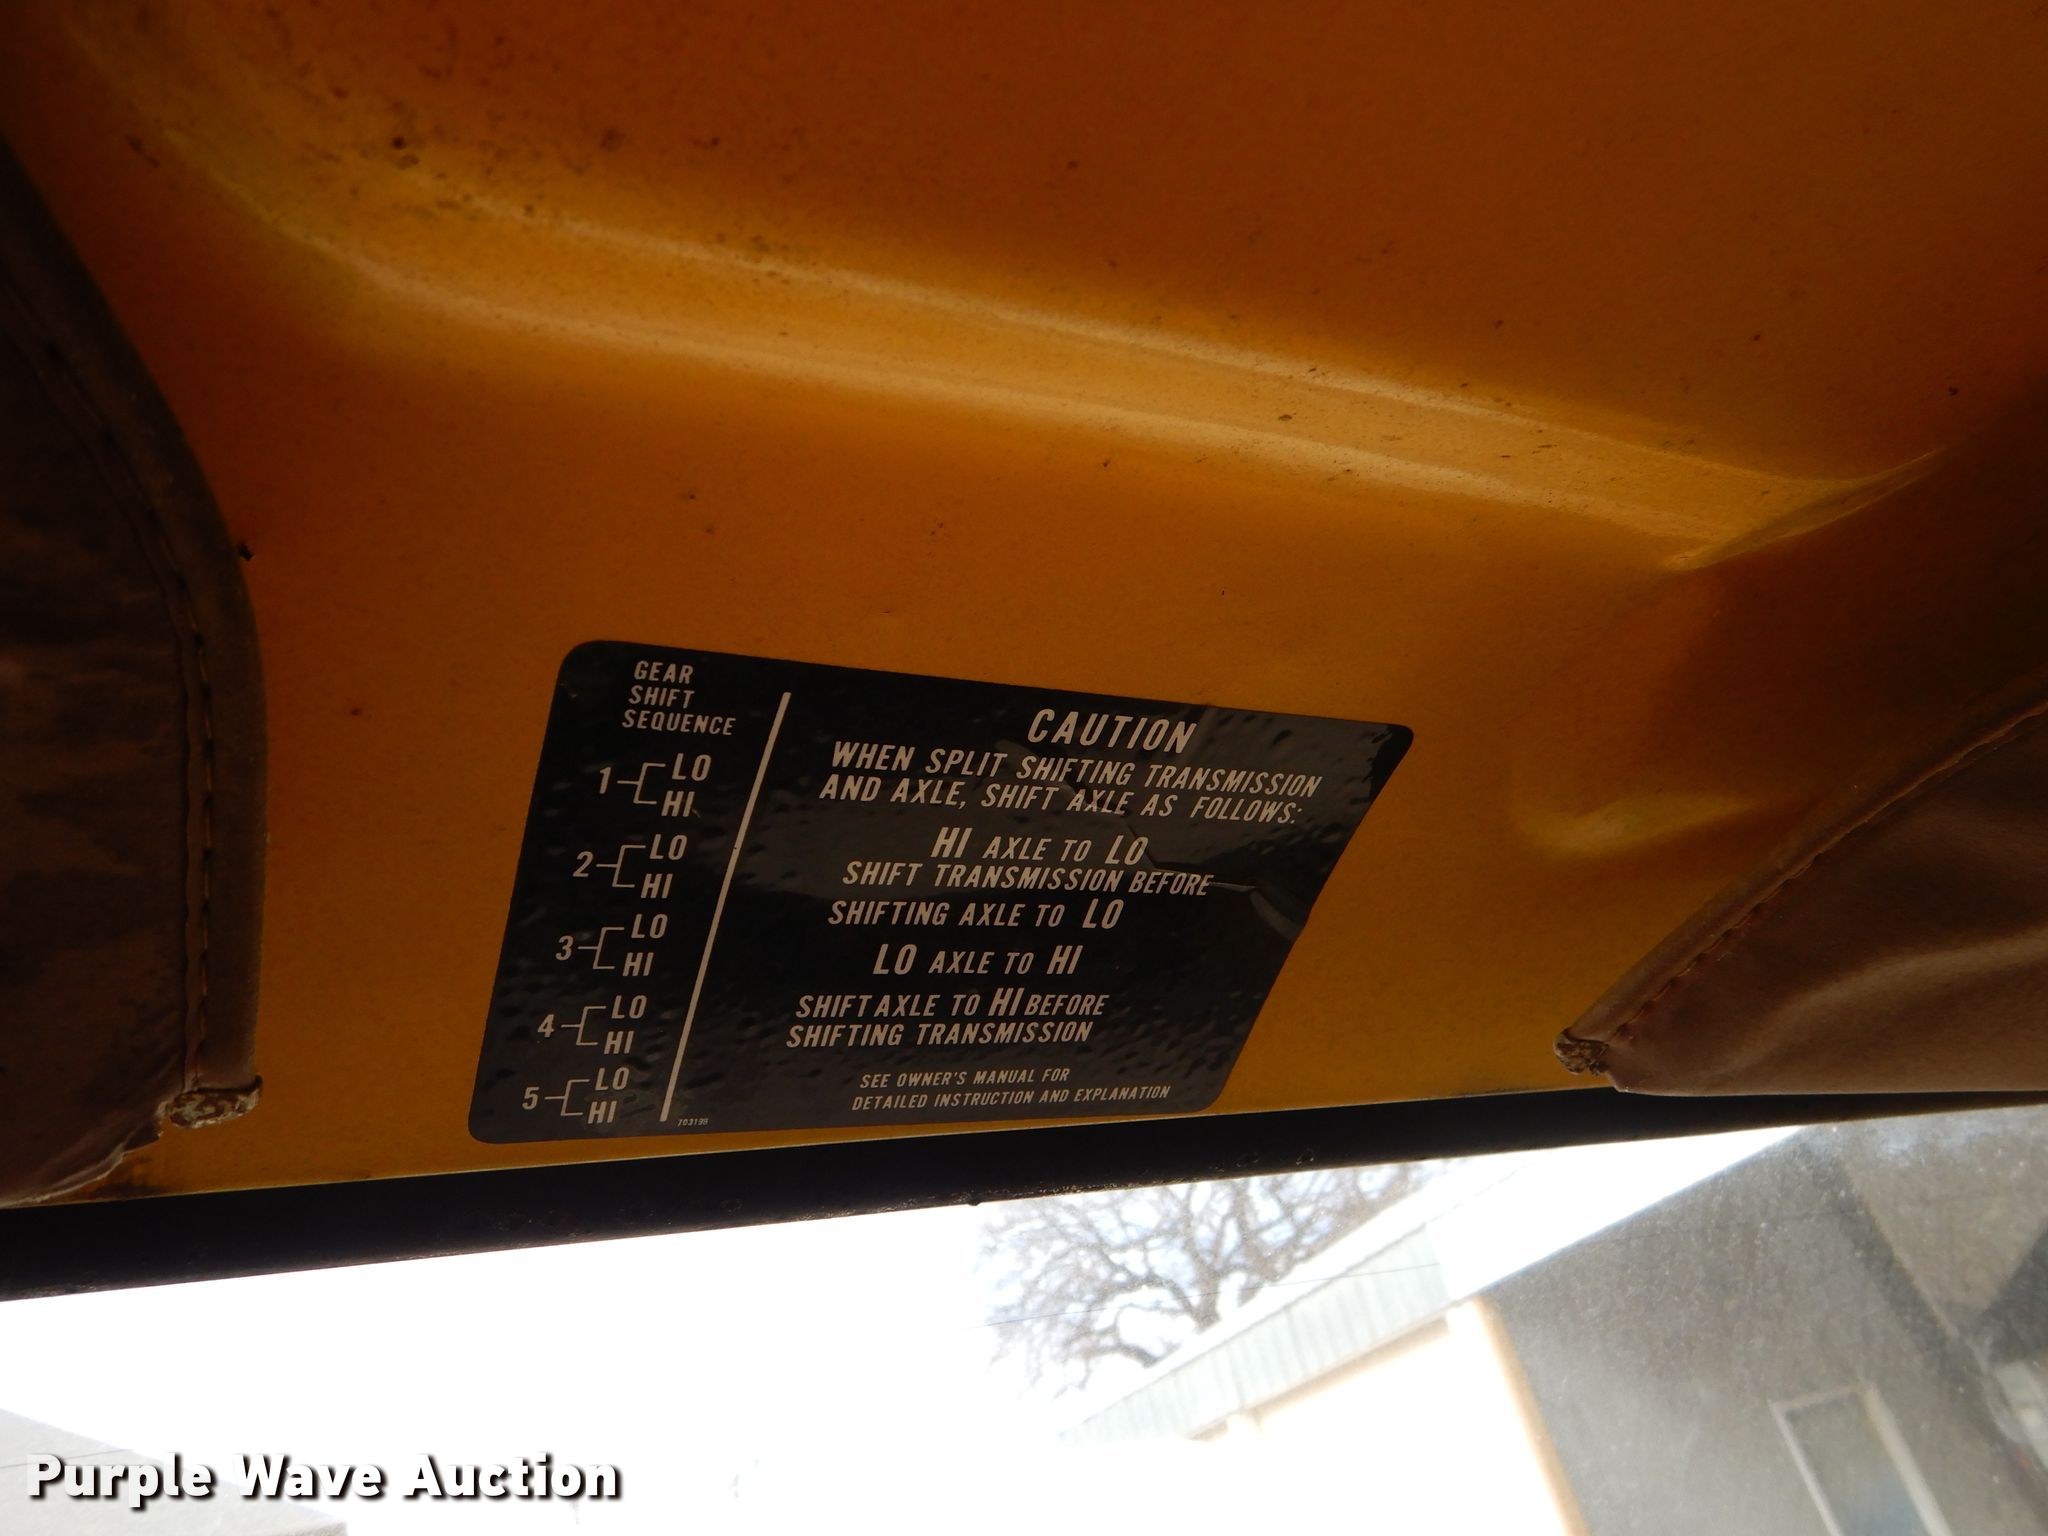 GEAR
SHIFT
SEQUENCE
1 LO
HI
2 LO
HI
3 LO
HI
4 LO
HI
5 LO
HI
CAUTION
WHEN SPLIT SHIFTING TRANSMISSION
AND AXLE, SHIFT AXLE AS FOLLOWS:
HI AXLE TO LO
SHIFT TRANSMISSION BEFORE
SHIFTING AXLE TO LO
LO AXLE TO HI
SHIFT AXLE TO HI BEFORE
SHIFTING TRANSMISSION
SEE OWNER'S MANUAL FOR
DETAILED INSTRUCTION AND EXPLANATION
703199
Purple Wave Auction